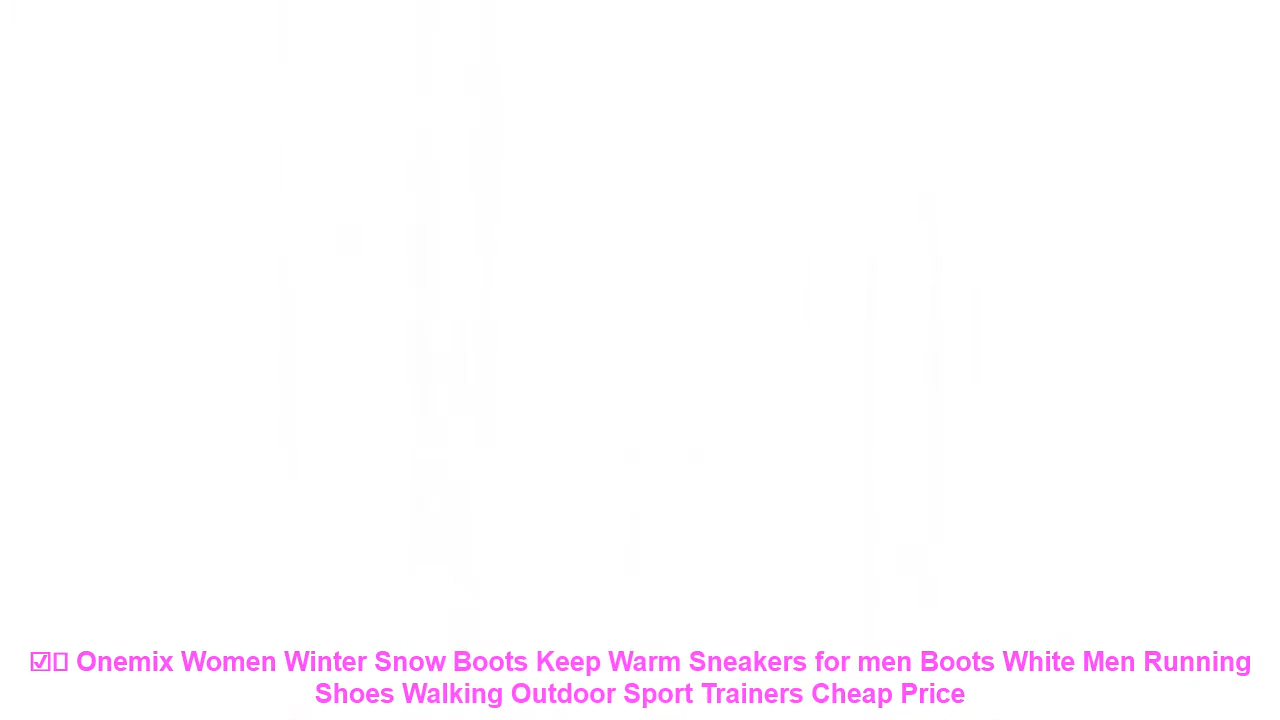 ☑️ Onemix Women Winter Snow Boots Keep Warm Sneakers for men Boots White Men Running
Shoes Walking Outdoor Sport Trainers Cheap Price